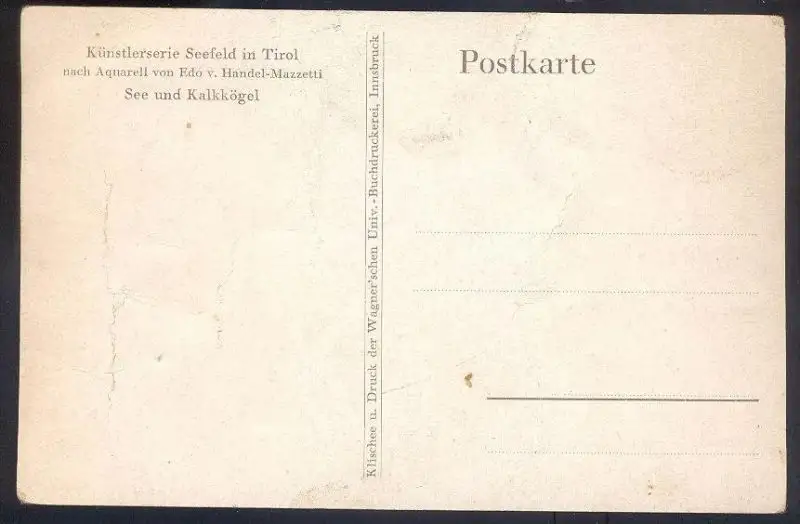 Künstlerserie Seefeld in Tirol
nach Aquarell von Edo v. Handel-Mazzetti
See und Kalkkögel
Klischee u. Druck der Wagner'schen Univ.-Buchdruckerei, Innsbruck
Postkarte